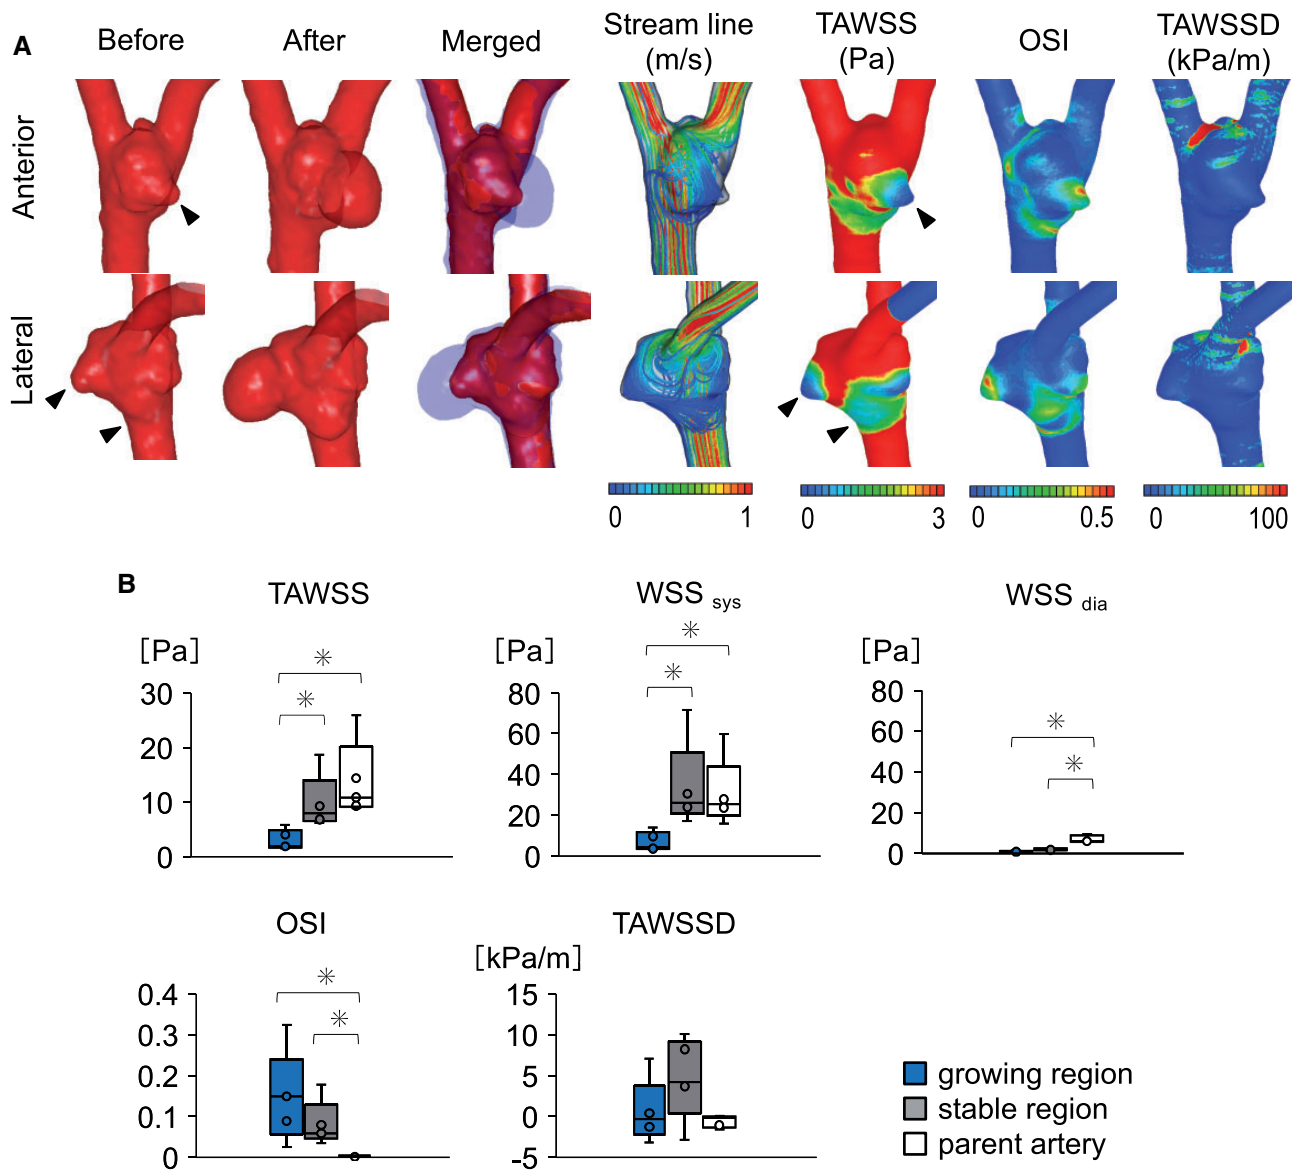 A
Before After Merged Stream line (m/s) TAWSS (Pa) OSI TAWSSD (kPa/m)
Anterior
Lateral
0 1 0 3 0 0.5 0 100
B
TAWSS
[Pa]
30
20
10
0
WSS sys
[Pa]
80
60
40
20
0
WSS dia
[Pa]
80
60
40
20
0
OSI
0.4
0.3
0.2
0.1
0
TAWSSD
[kPa/m]
15
10
5
0
-5
growing region
stable region
parent artery